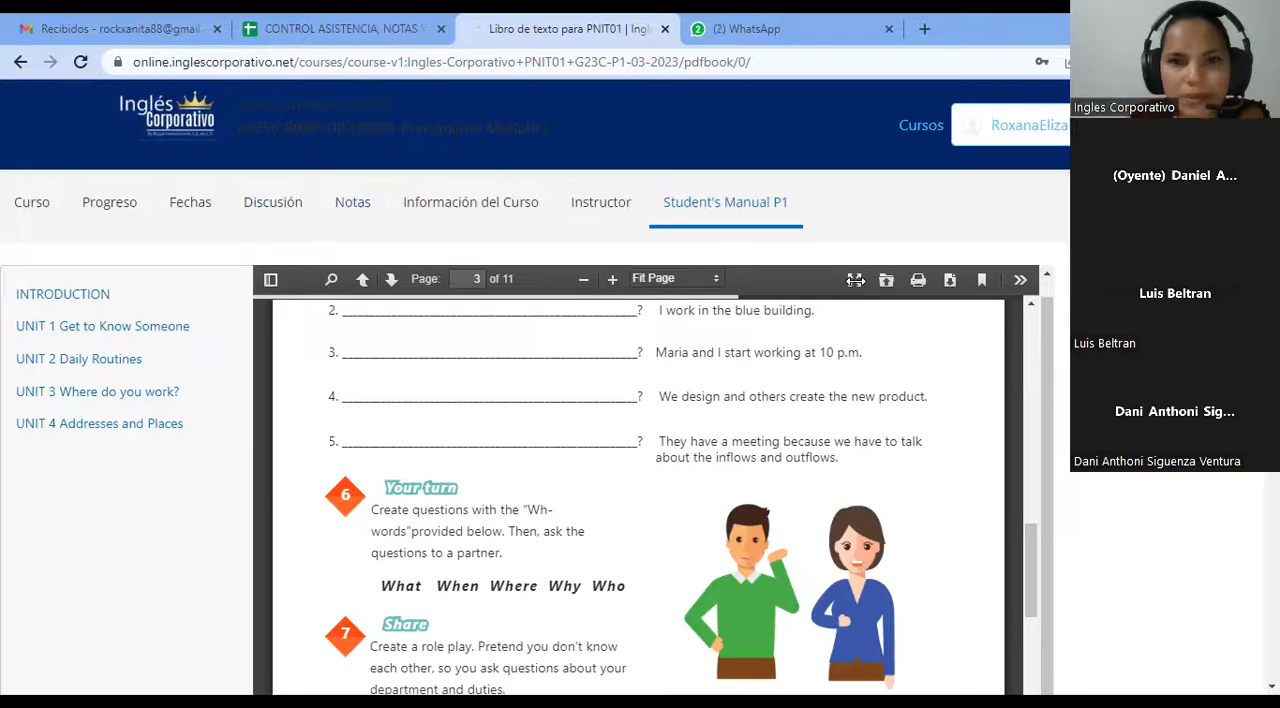 Recibidos - rockxanita88@gmail
CONTROL ASISTENCIA, NOTAS Y
Libro de texto para PNIT01 | Ingl
(2) WhatsApp
online.inglescorporativo.net/courses/course-v1:Ingles-Corporativo+PNIT01+G23C-P1-03-2023/pdfbook/0/
Inglés
Corporativo
Cursos
RoxanaEliza
Ingles Corporativo
(Oyente) Daniel A...
Curso
Progreso
Fechas
Discusión
Notas
Información del Curso
Instructor
Student's Manual P1
Page: 3 of 11
Fit Page
INTRODUCTION
UNIT 1 Get to Know Someone
UNIT 2 Daily Routines
UNIT 3 Where do you work?
UNIT 4 Addresses and Places
2. ______________________________________? I work in the blue building.
3. ______________________________________? Maria and I start working at 10 p.m.
4. ______________________________________? We design and others create the new product.
5. ______________________________________? They have a meeting because we have to talk
about the inflows and outflows.
6 Your turn
Create questions with the “Wh-
words”provided below. Then, ask the
questions to a partner.
What When Where Why Who
7 Share
Create a role play. Pretend you don’t know
each other, so you ask questions about your
department and duties.
Luis Beltran
Luis Beltran
Dani Anthoni Sig...
Dani Anthoni Siguenza Ventura